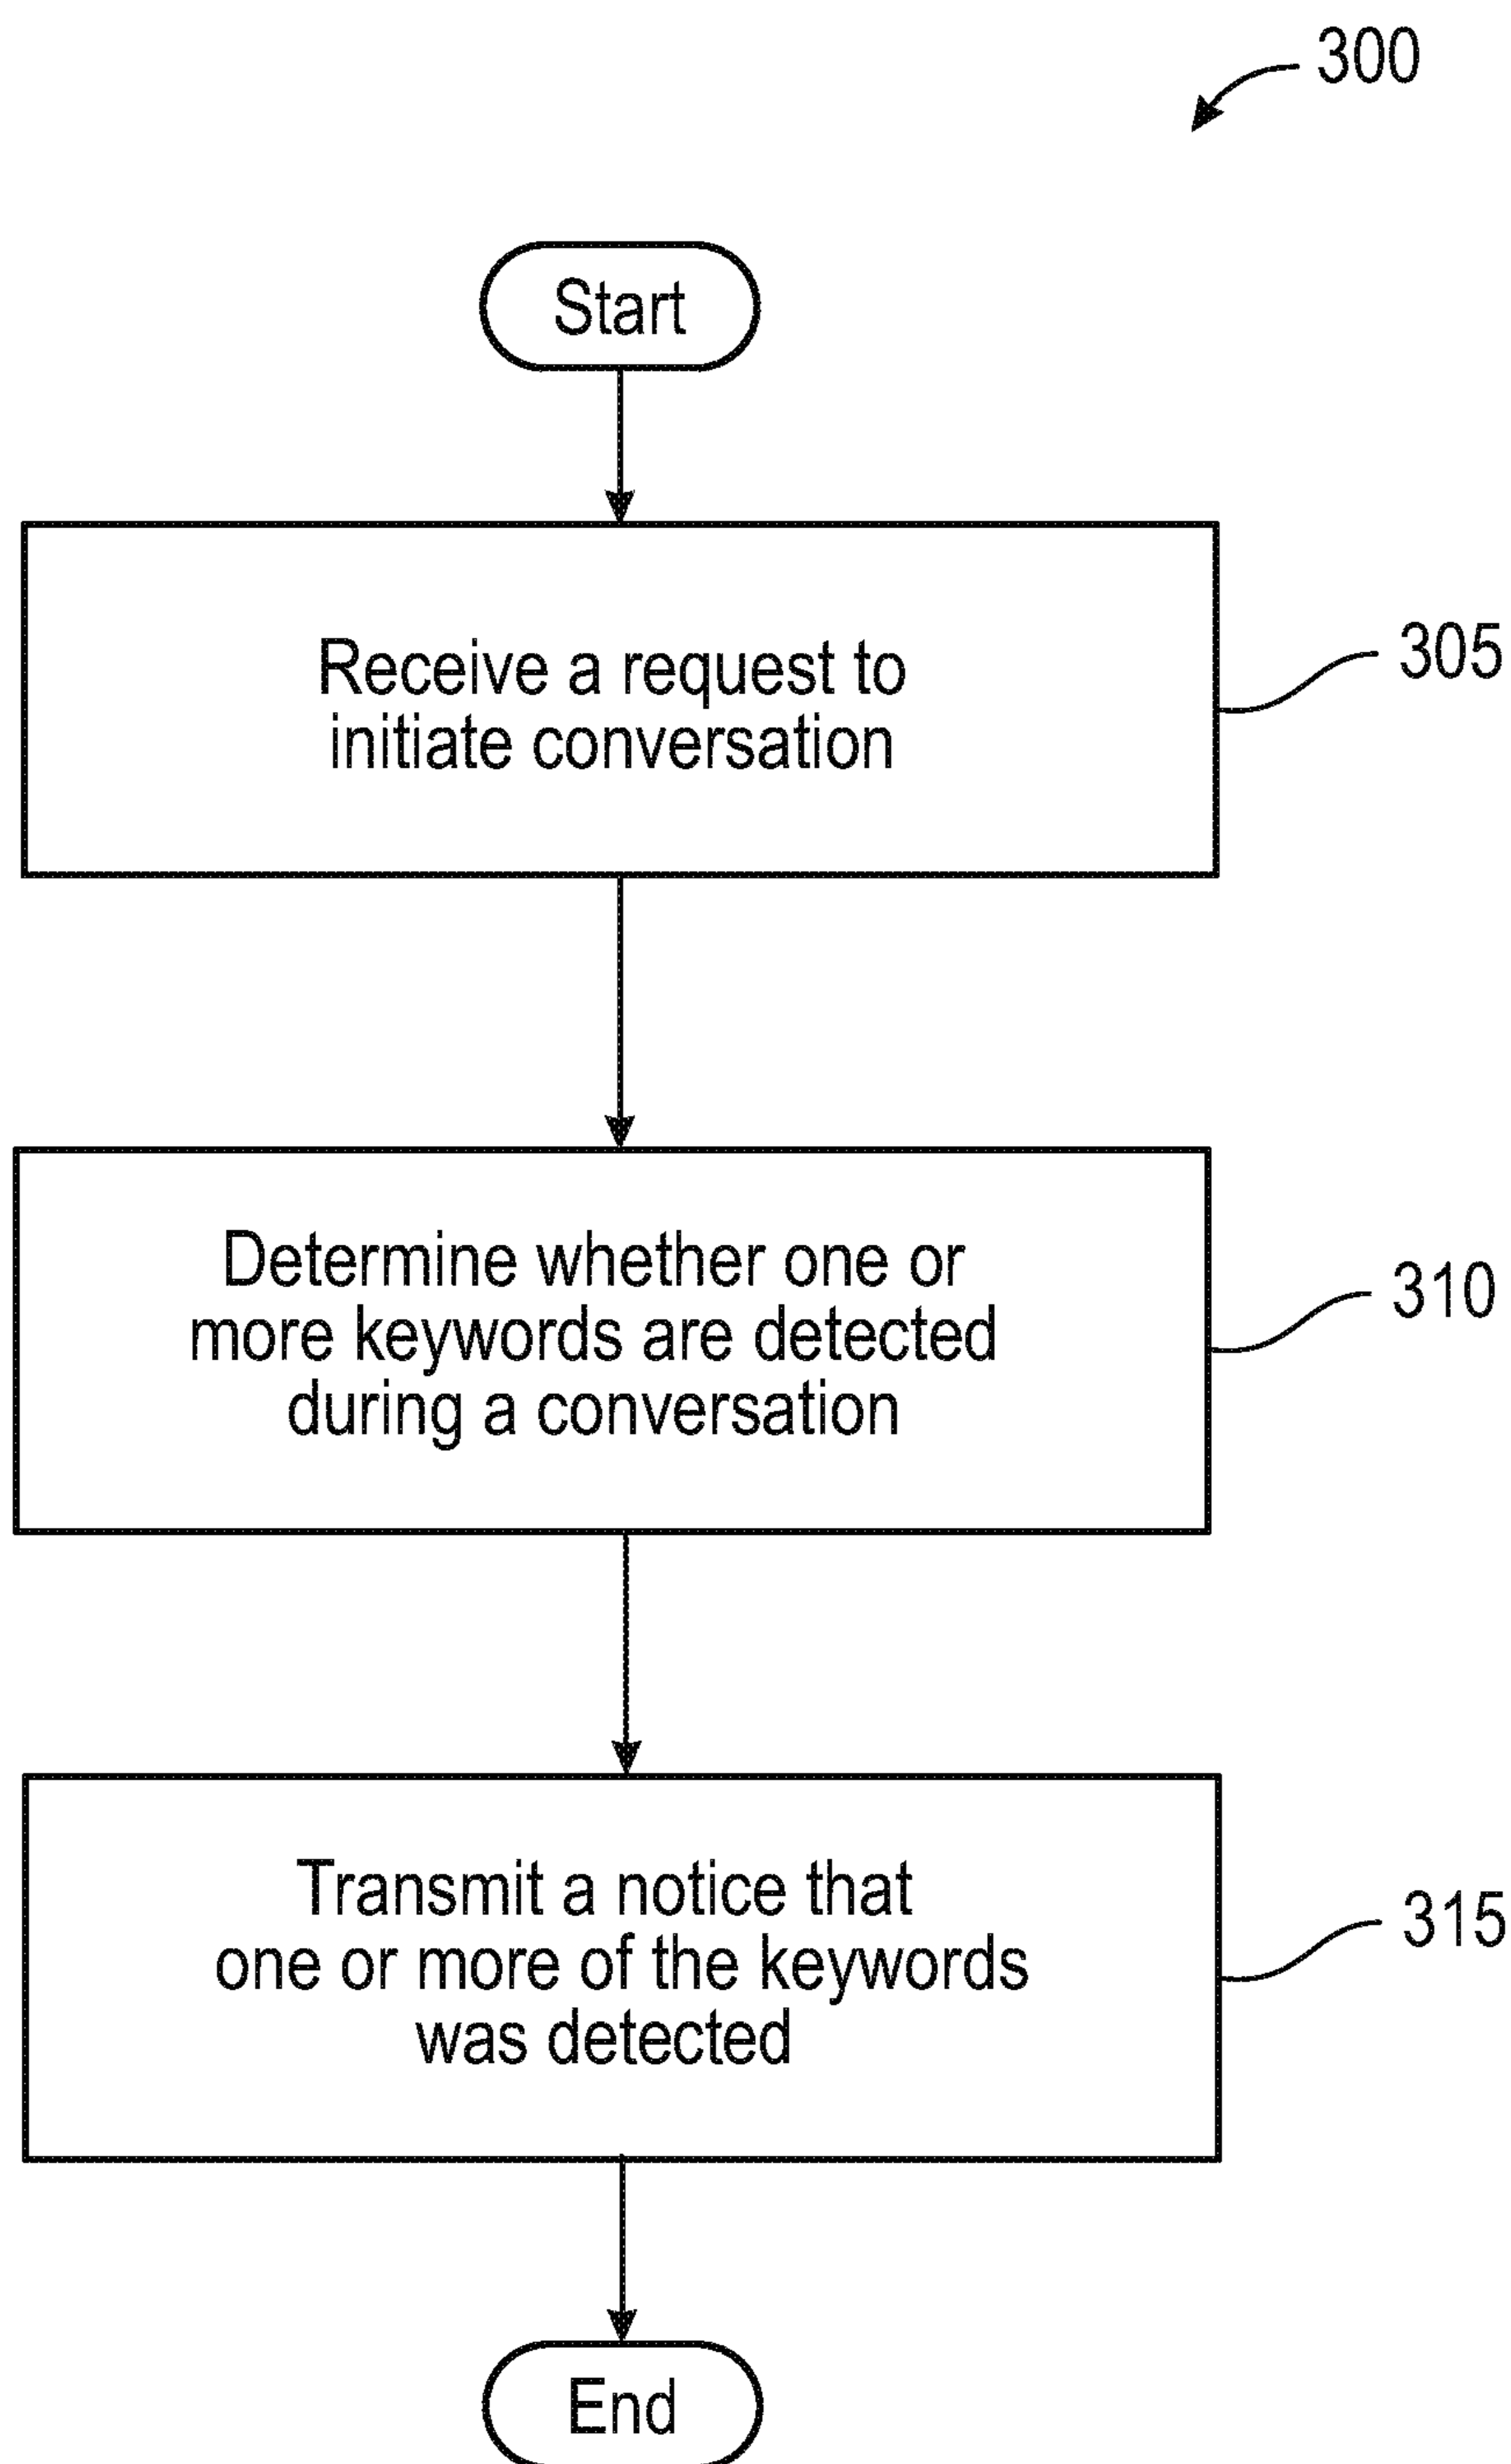 300
Start
Receive a request to
initiate conversation
305
Determine whether one or
more keywords are detected
during a conversation
310
Transmit a notice that
one or more of the keywords
was detected
315
End